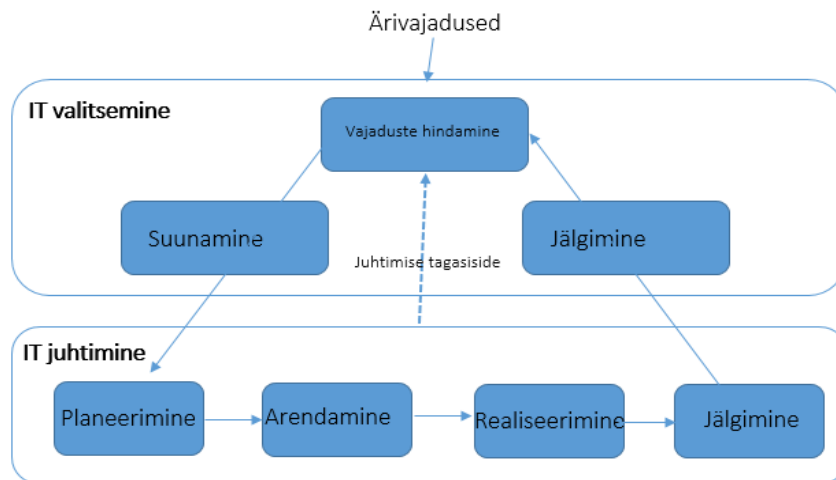 Ärivajadused
IT valitsemine
Vajaduste hindamine
Suunamine
Jälgimine
Juhtimise tagasiside
IT juhtimine
Planeerimine
Arendamine
Realiseerimine
Jälgimine